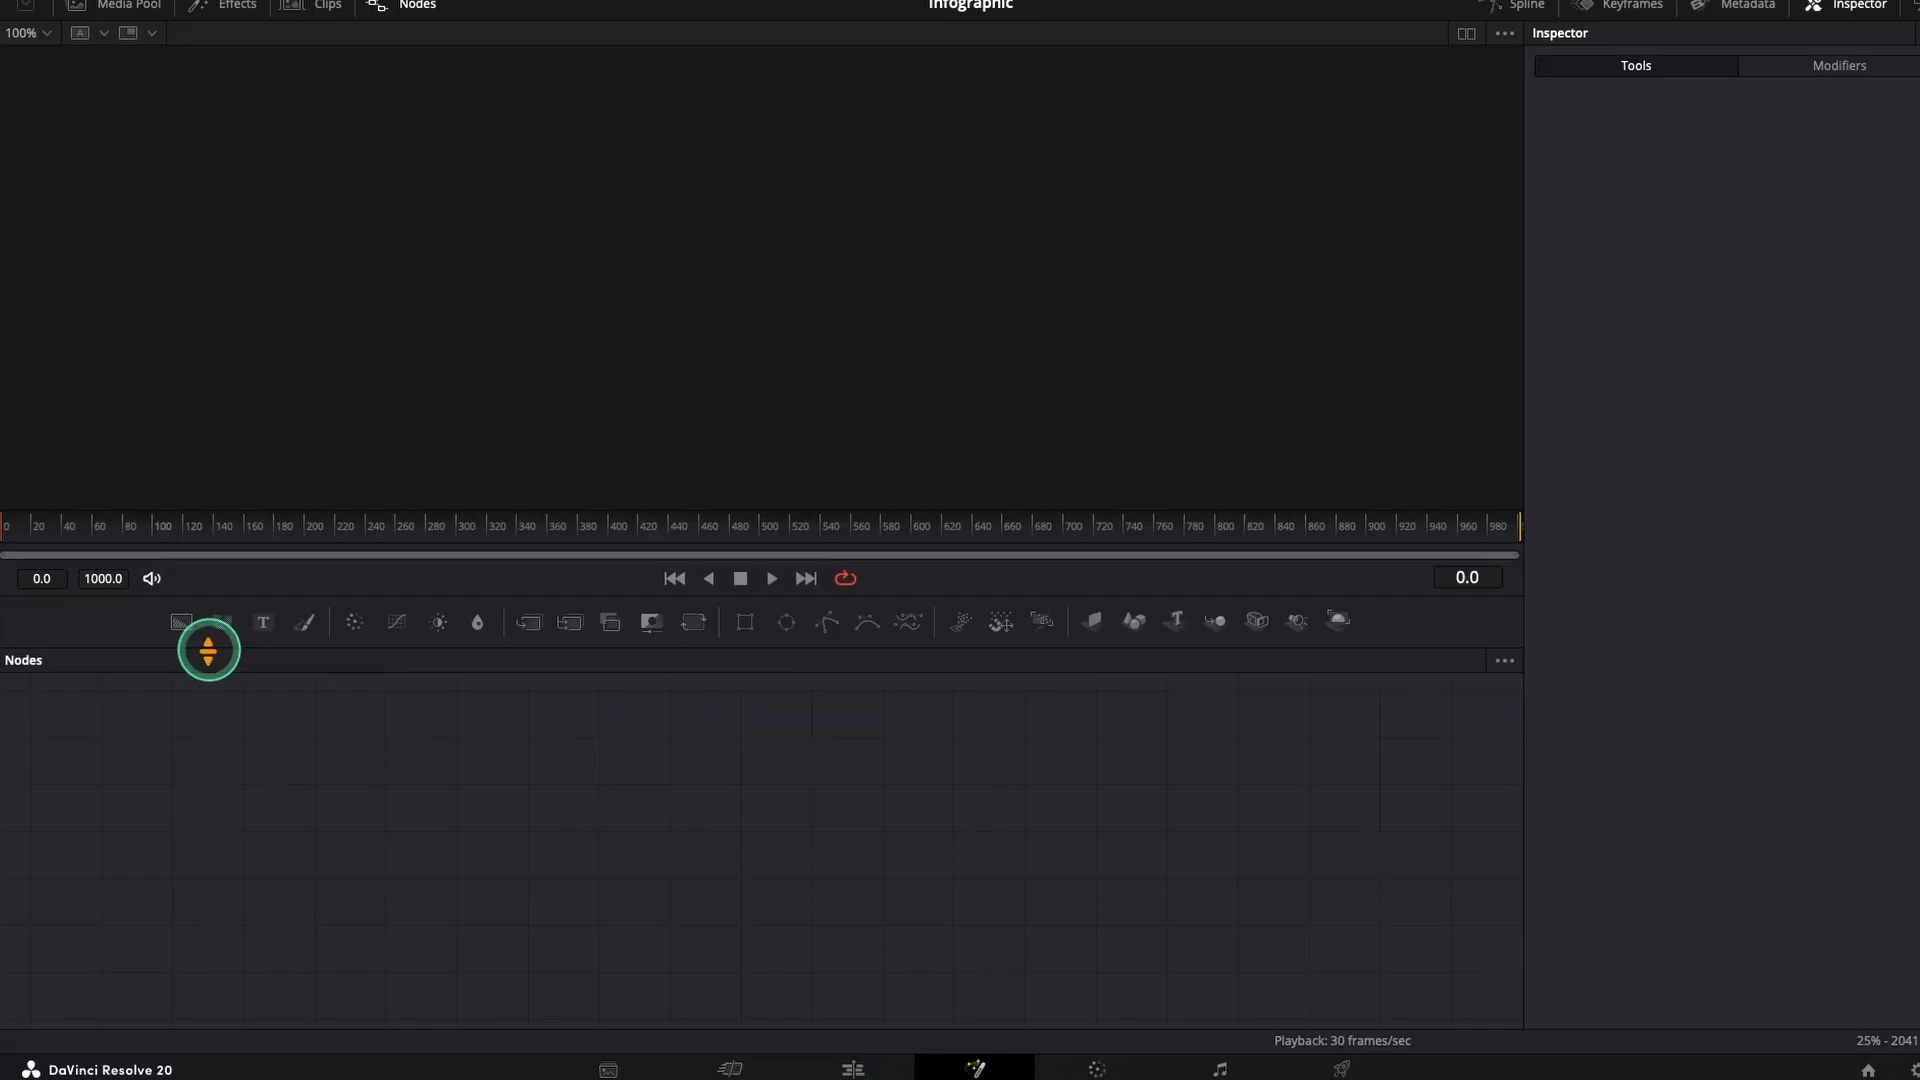 Media Pool Effects Clips Nodes Infographic Spline Keyframes Metadata Inspector
100% A Inspector
Tools Modifiers
0 20 40 60 80 100 120 140 160 180 200 220 240 260 280 300 320 340 360 380 400 420 440 460 480 500 520 540 560 580 600 620 640 660 680 700 720 740 760 780 800 820 840 860 880 900 920 940 960 980
0.0 1000.0 0.0
T T
Nodes
Playback: 30 frames/sec 25% - 2041
DaVinci Resolve 20